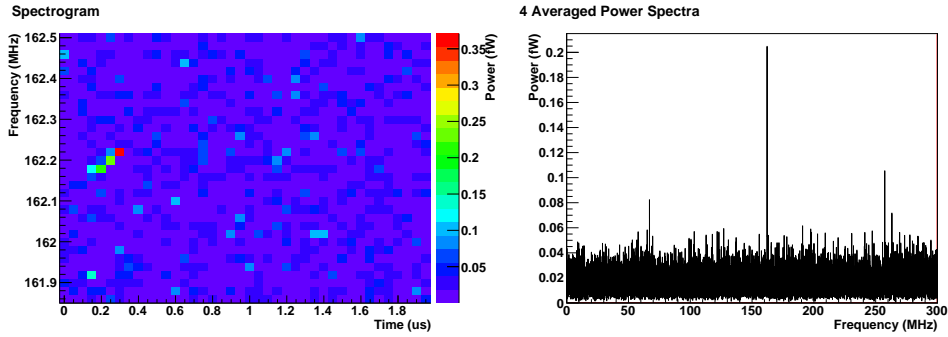 Spectrogram
Frequency (MHz)
162.5
162.4
162.3
162.2
162.1
162
161.9
0 0.2 0.4 0.6 0.8 1 1.2 1.4 1.6 1.8
Time (us)
Power (fW)
0.35
0.3
0.25
0.2
0.15
0.1
0.05
4 Averaged Power Spectra
Power (fW)
0.2
0.18
0.16
0.14
0.12
0.1
0.08
0.06
0.04
0.02
0
0 50 100 150 200 250 300
Frequency (MHz)